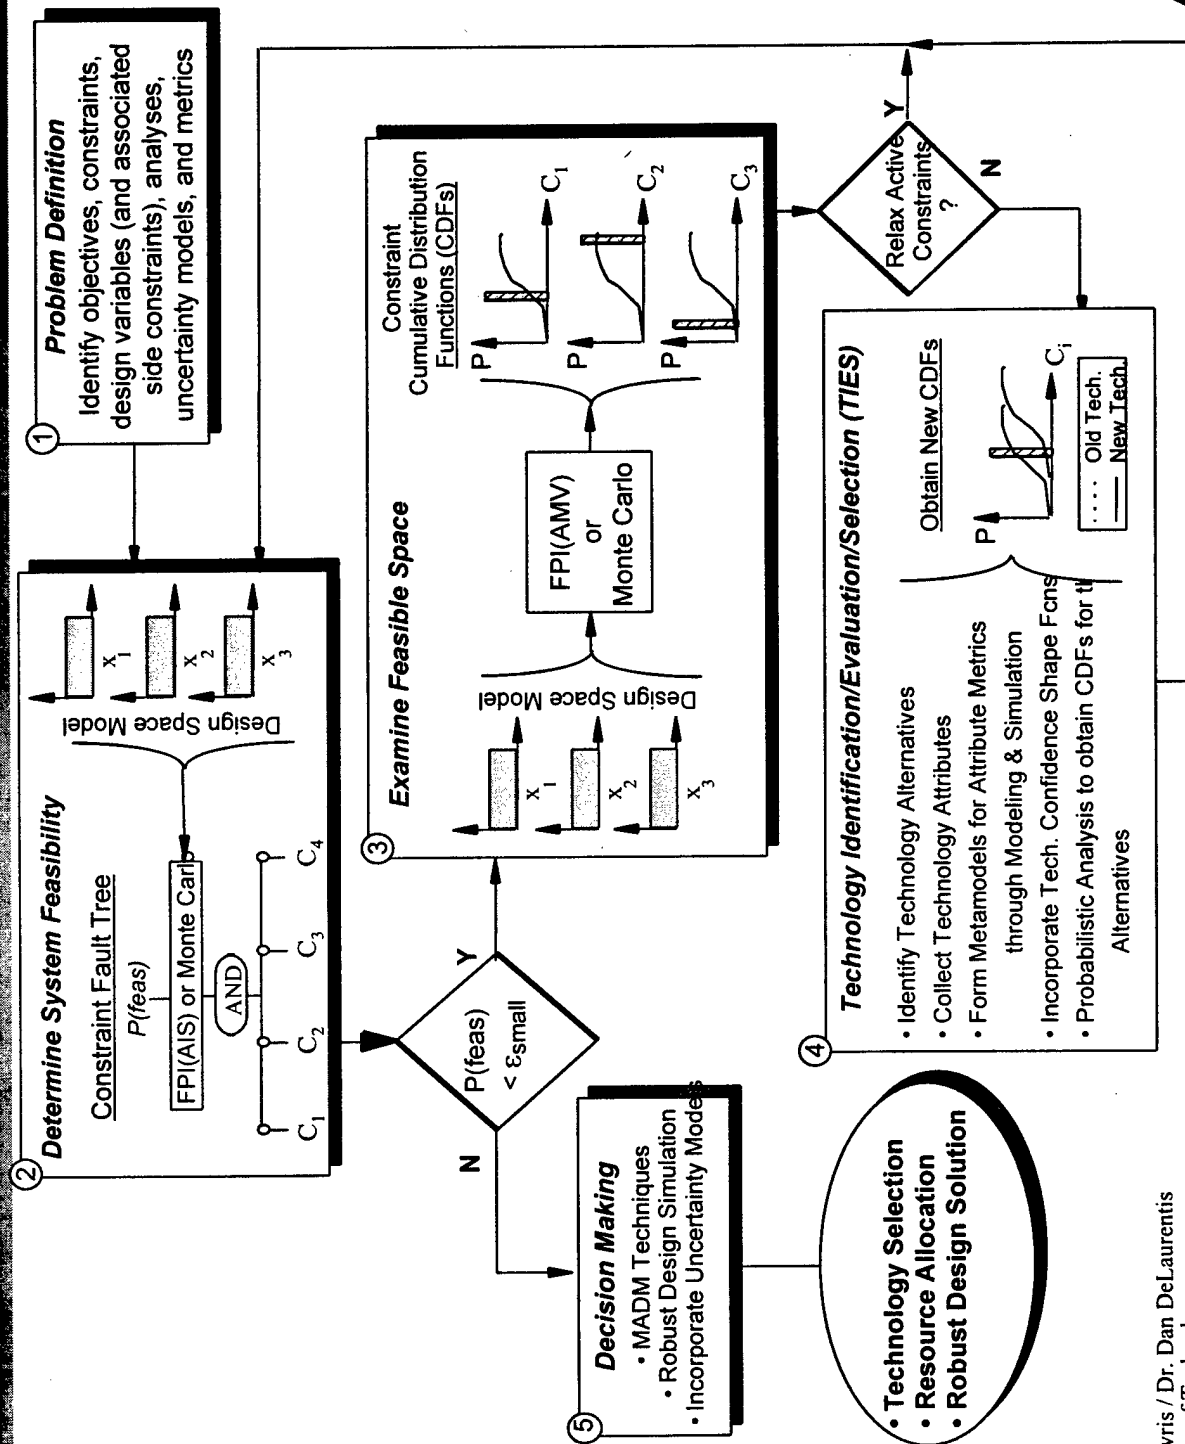 1
Problem Definition
Identify objectives, constraints,
design variables (and associated
side constraints), analyses,
uncertainty models, and metrics
2
Determine System Feasibility
Constraint Fault Tree
P(feas)
FPI(AIS) or Monte Carlo
AND
C1
C2
C3
C4
Design Space Model
x1
x2
x3
P(feas)
< εsmall
N
Y
3
Examine Feasible Space
x1
x2
x3
Design Space Model
FPI(AMV)
or
Monte Carlo
Constraint
Cumulative Distribution
Functions (CDFs)
P
C1
P
C2
P
C3
Relax Active
Constraints
?
Y
N
4
Technology Identification/Evaluation/Selection (TIES)
• Identify Technology Alternatives
• Collect Technology Attributes
• Form Metamodels for Attribute Metrics
through Modeling & Simulation
• Incorporate Tech. Confidence Shape Fcns
• Probabilistic Analysis to obtain CDFs for
Alternatives
Obtain New CDFs
P
Ci
.... Old Tech.
— New Tech
5
Decision Making
• MADM Techniques
• Robust Design Simulation
• Incorporate Uncertainty Models
• Technology Selection
• Resource Allocation
• Robust Design Solution
vris / Dr. Dan DeLaurentis